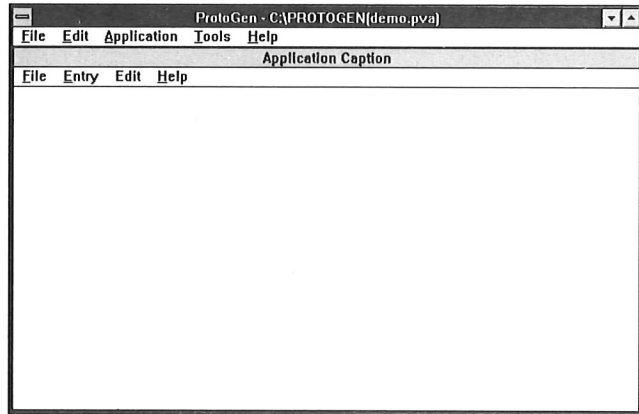 ProtoGen - C:\PROTOGEN(demo.pva)
File Edit Application Tools Help
Application Caption
File Entry Edit Help